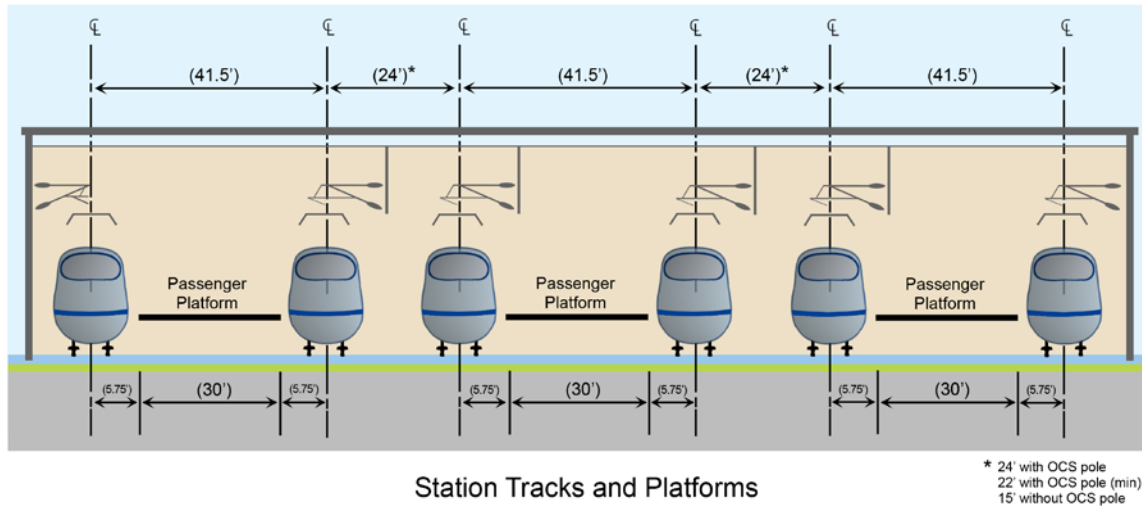 ℄ ℄ ℄ ℄ ℄ ℄
(41.5') (24')* (41.5') (24')* (41.5')
Passenger
Platform
Passenger
Platform
Passenger
Platform
(5.75') (30') (5.75') (5.75') (30') (5.75') (5.75') (30') (5.75')
Station Tracks and Platforms
* 24' with OCS pole
22' with OCS pole (min)
15' without OCS pole